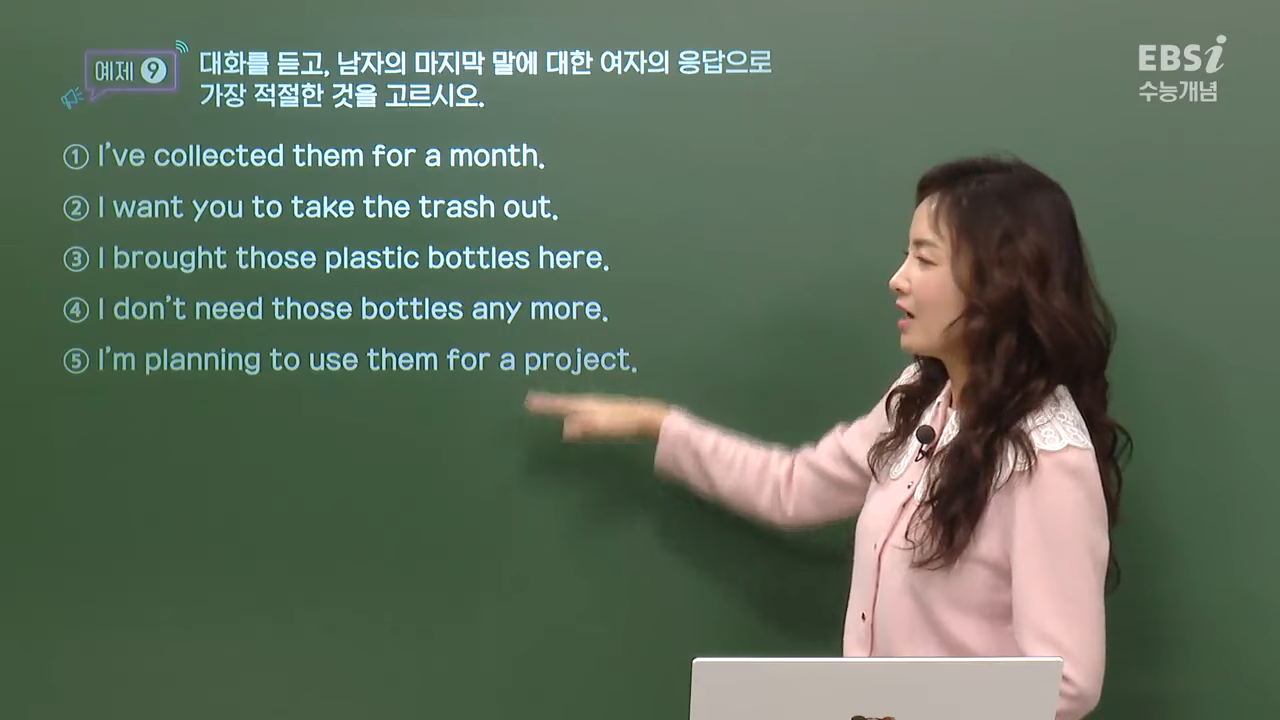 예제 9
대화를 듣고, 남자의 마지막 말에 대한 여자의 응답으로
가장 적절한 것을 고르시오.
① I've collected them for a month.
② I want you to take the trash out.
③ I brought those plastic bottles here.
④ I don't need those bottles any more.
⑤ I'm planning to use them for a project.
EBSi
수능개념